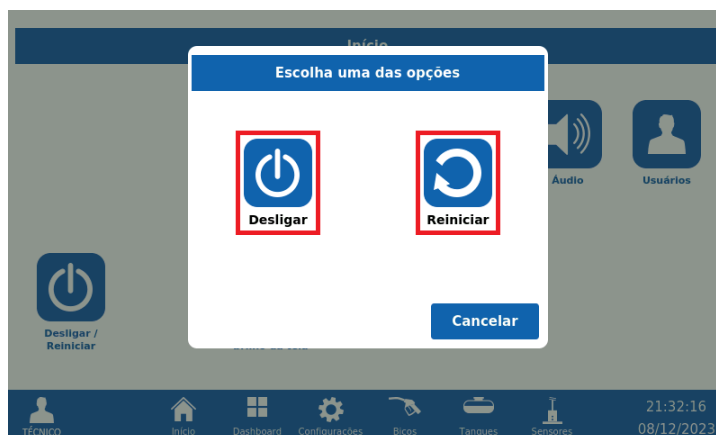 Início
Escolha uma das opções
Desligar
Reiniciar
Áudio
Usuários
Cancelar
Desligar /
Reiniciar
TÉCNICO
Início
Dashboard
Configurações
Bicos
Tanques
Sensores
21:32:16
08/12/2023